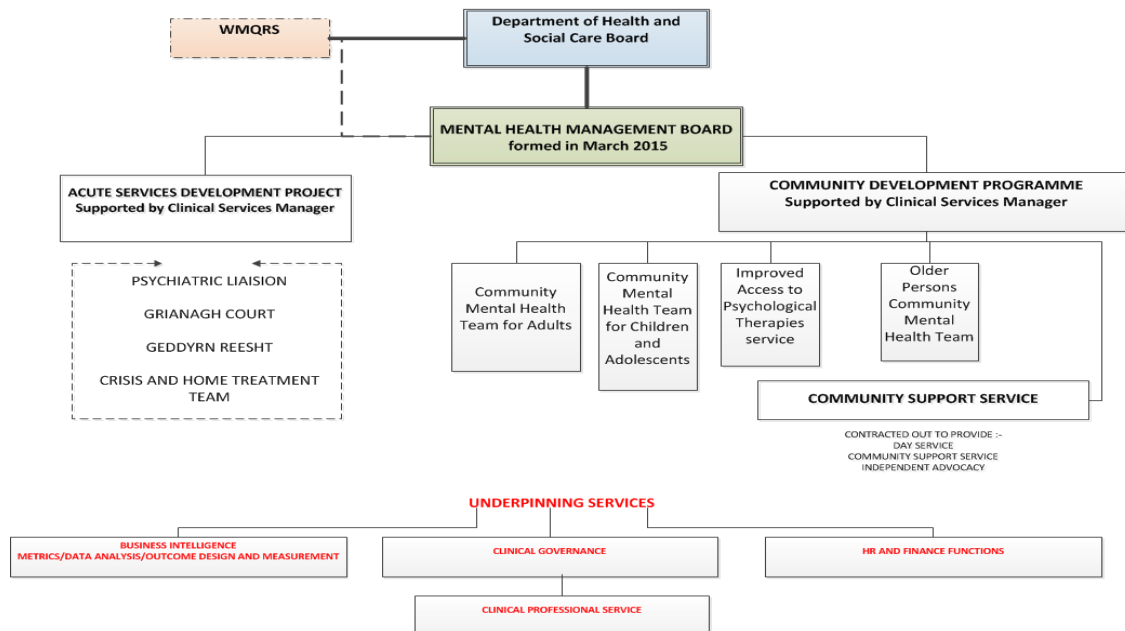 WMQRS
Department of Health and
Social Care Board
MENTAL HEALTH MANAGEMENT BOARD
formed in March 2015
ACUTE SERVICES DEVELOPMENT PROJECT
Supported by Clinical Services Manager
COMMUNITY DEVELOPMENT PROGRAMME
Supported by Clinical Services Manager
PSYCHIATRIC LIAISION
GRIANAGH COURT
GEDDYRN REESHT
CRISIS AND HOME TREATMENT
TEAM
Community
Mental Health
Team for Adults
Community
Mental
Health Team
for Children
and
Adolescents
Improved
Access to
Psychological
Therapies
service
Older
Persons
Community
Mental
Health Team
COMMUNITY SUPPORT SERVICE
CONTRACTED OUT TO PROVIDE :-
DAY SERVICE
COMMUNITY SUPPORT SERVICE
INDEPENDENT ADVOCACY
UNDERPINNING SERVICES
BUSINESS INTELLIGENCE
METRICS/DATA ANALYSIS/OUTCOME DESIGN AND MEASUREMENT
CLINICAL GOVERNANCE
HR AND FINANCE FUNCTIONS
CLINICAL PROFESSIONAL SERVICE